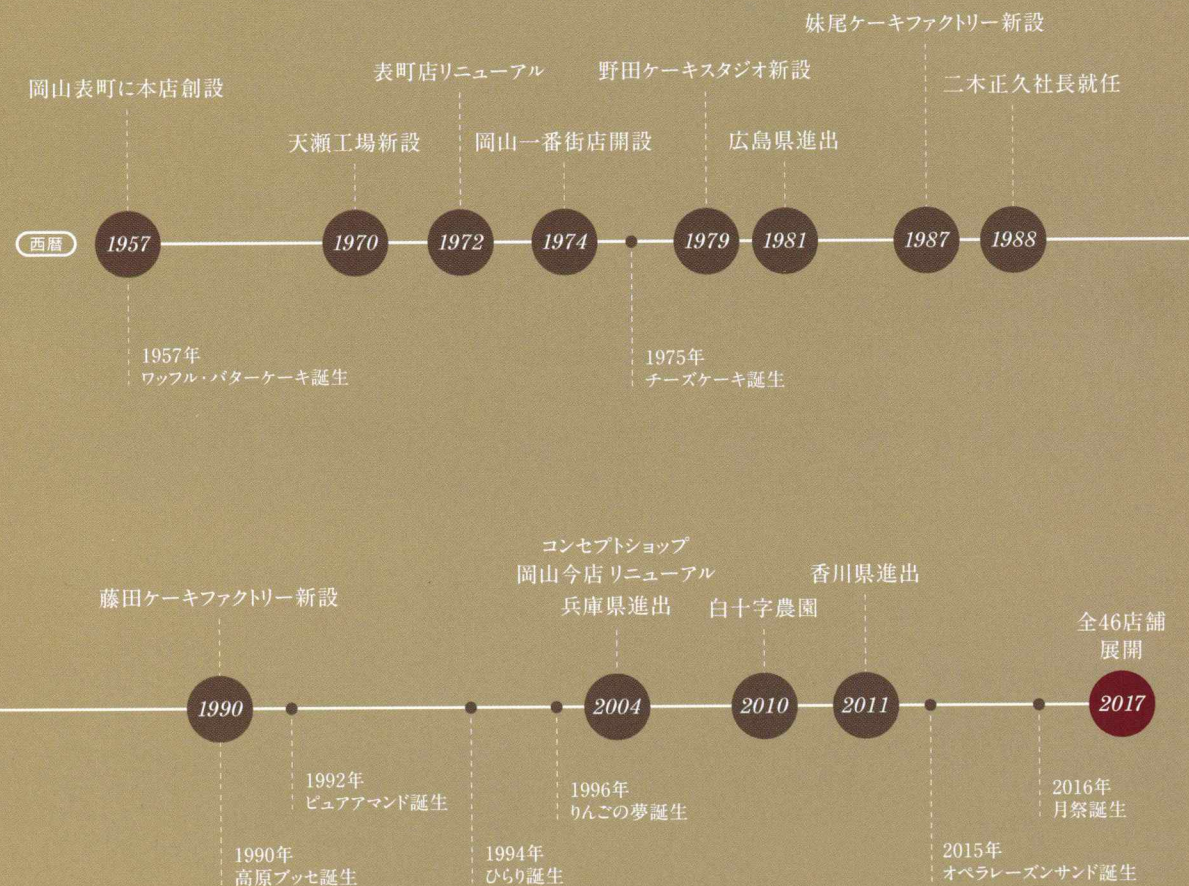 妹尾ケーキファクトリー新設
岡山表町に本店創設
表町店リニューアル
野田ケーキスタジオ新設
二木正久社長就任
天瀬工場新設
岡山一番街店開設
広島県進出
西暦
1957
1970
1972
1974
1979
1981
1987
1988
1957年
ワッフル・バターケーキ誕生
1975年
チーズケーキ誕生
コンセプトショップ
岡山今店リニューアル
兵庫県進出
藤田ケーキファクトリー新設
白十字農園
香川県進出
全46店舗
展開
1990
2004
2010
2011
2017
1992年
ピュアアマンド誕生
1996年
りんごの夢誕生
2016年
月祭誕生
1990年
高原ブッセ誕生
1994年
ひらり誕生
2015年
オペラレーズンサンド誕生